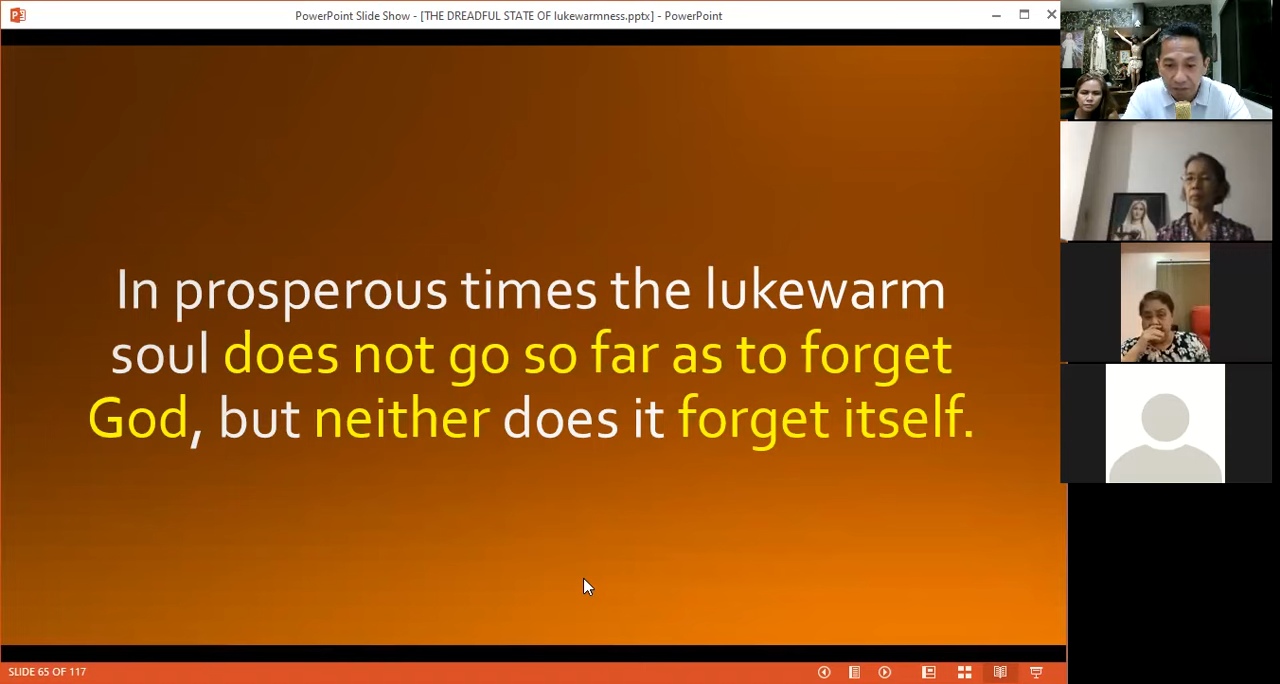 PowerPoint Slide Show - [THE DREADFUL STATE OF lukewarmness.pptx] - PowerPoint
In prosperous times the lukewarm
soul does not go so far as to forget
God, but neither does it forget itself.
SLIDE 65 OF 117